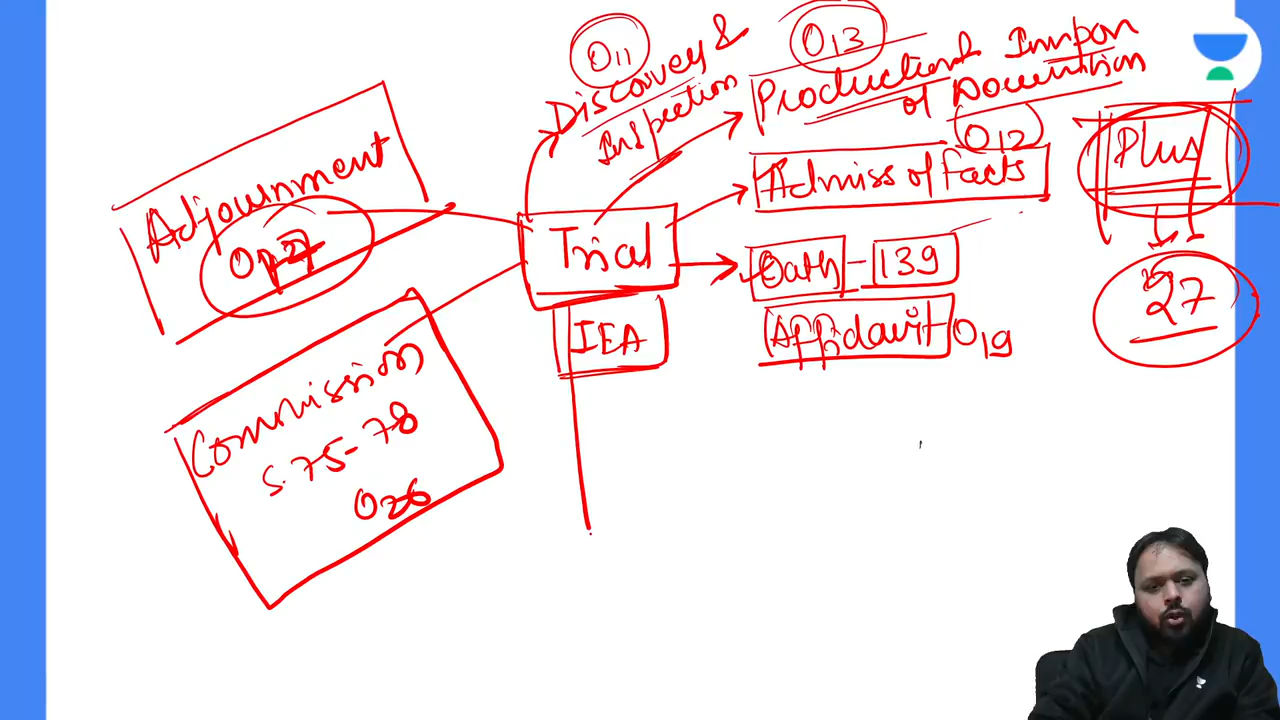 O11
Discovery &
Inspection
O13
Production Impon
of Documents
O12
Admiss of facts
Plus
27
Adjournment
O17
Trial
Oath - 139
IEA
Affidavit O19
Commission
S.75-78
O26